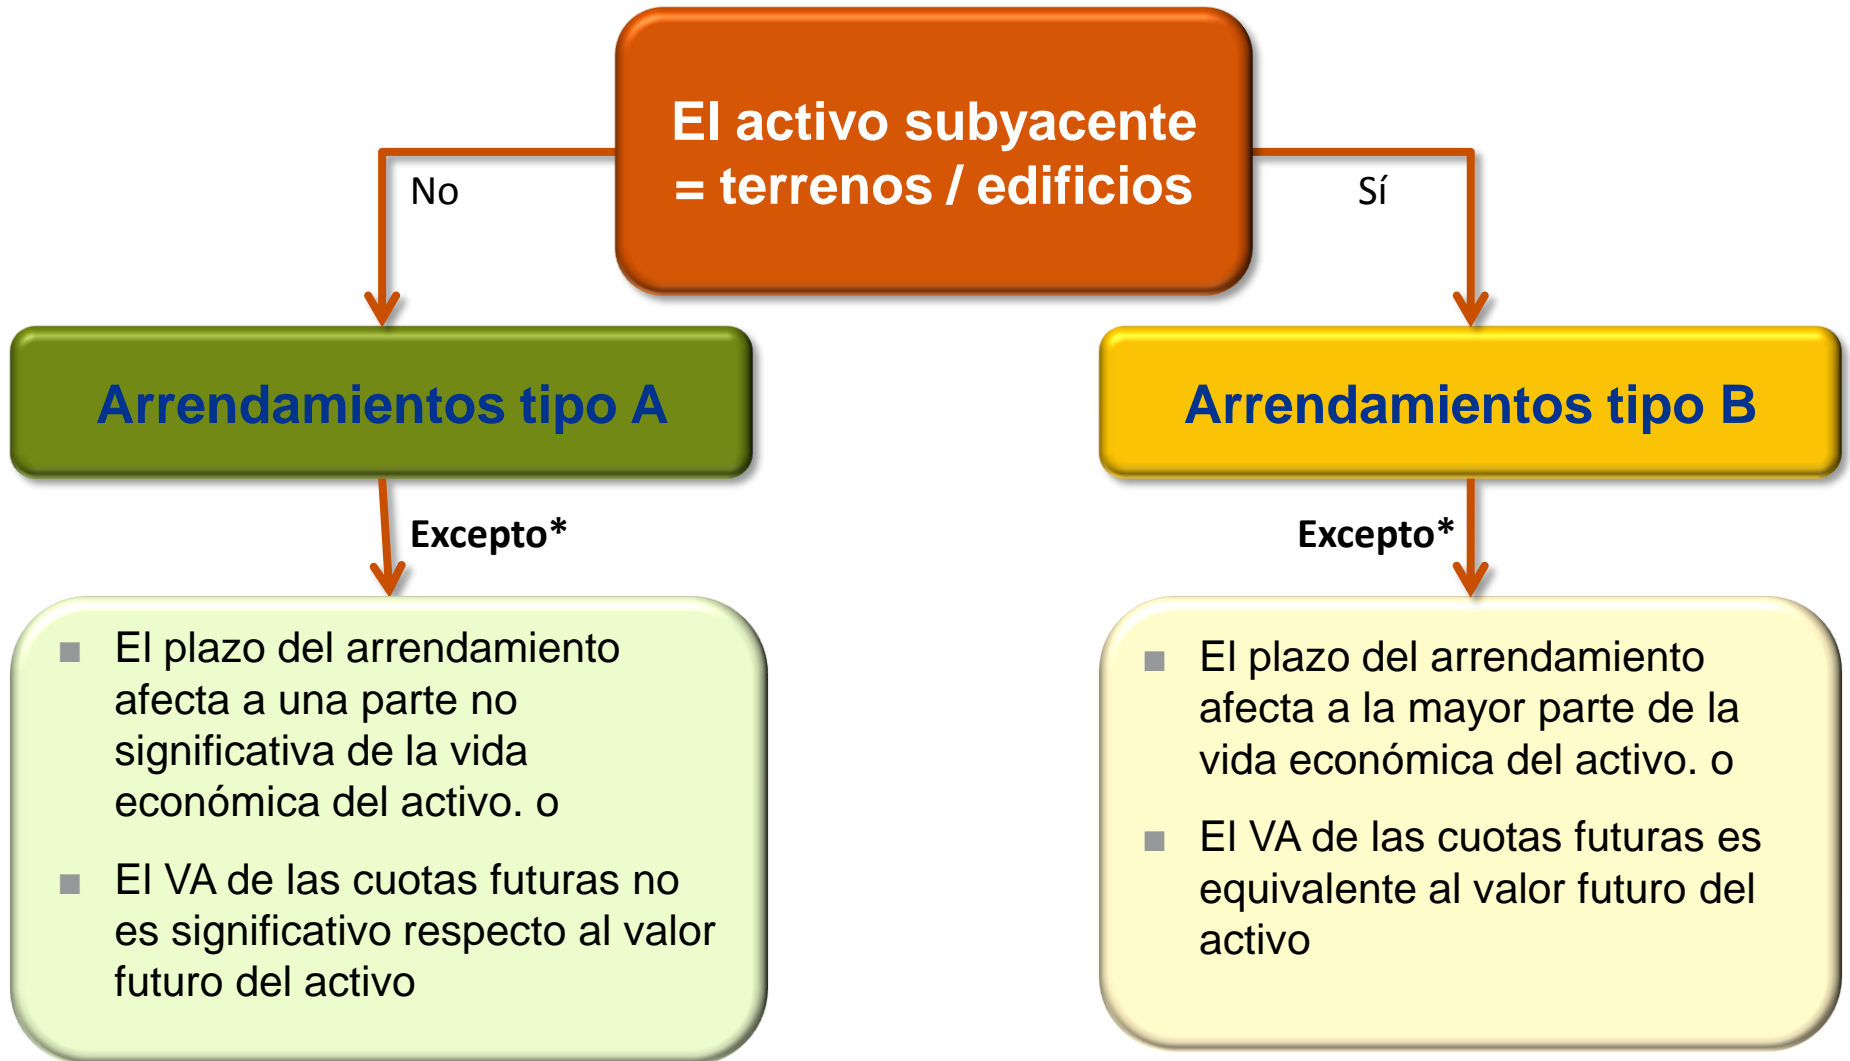 El activo subyacente
= terrenos / edificios
No
Sí
Arrendamientos tipo A
Arrendamientos tipo B
Excepto*
Excepto*
■ El plazo del arrendamiento
afecta a una parte no
significativa de la vida
económica del activo. o
■ El VA de las cuotas futuras no
es significativo respecto al valor
futuro del activo
■ El plazo del arrendamiento
afecta a la mayor parte de la
vida económica del activo. o
■ El VA de las cuotas futuras es
equivalente al valor futuro del
activo